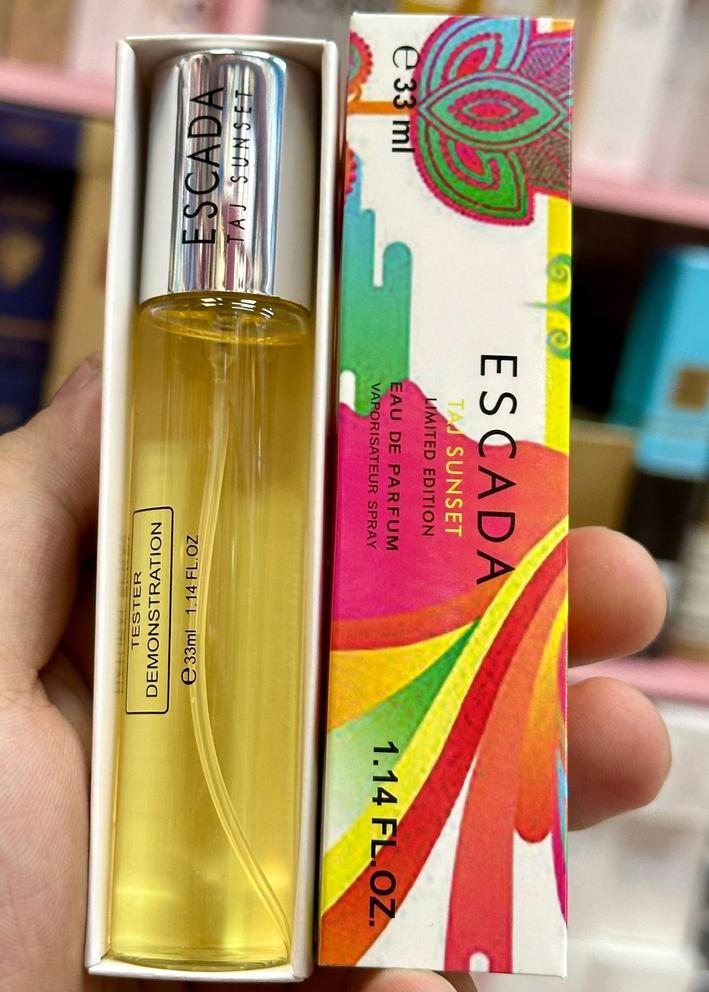 ESCADA
TAJ SUNSET
TESTER
DEMONSTRATION
e33ml 1.14 FL.OZ
e 33 ml
ESCADA
TAJ SUNSET
LIMITED EDITION
EAU DE PARFUM
VAPORISATEUR SPRAY
1.14 FL.OZ.